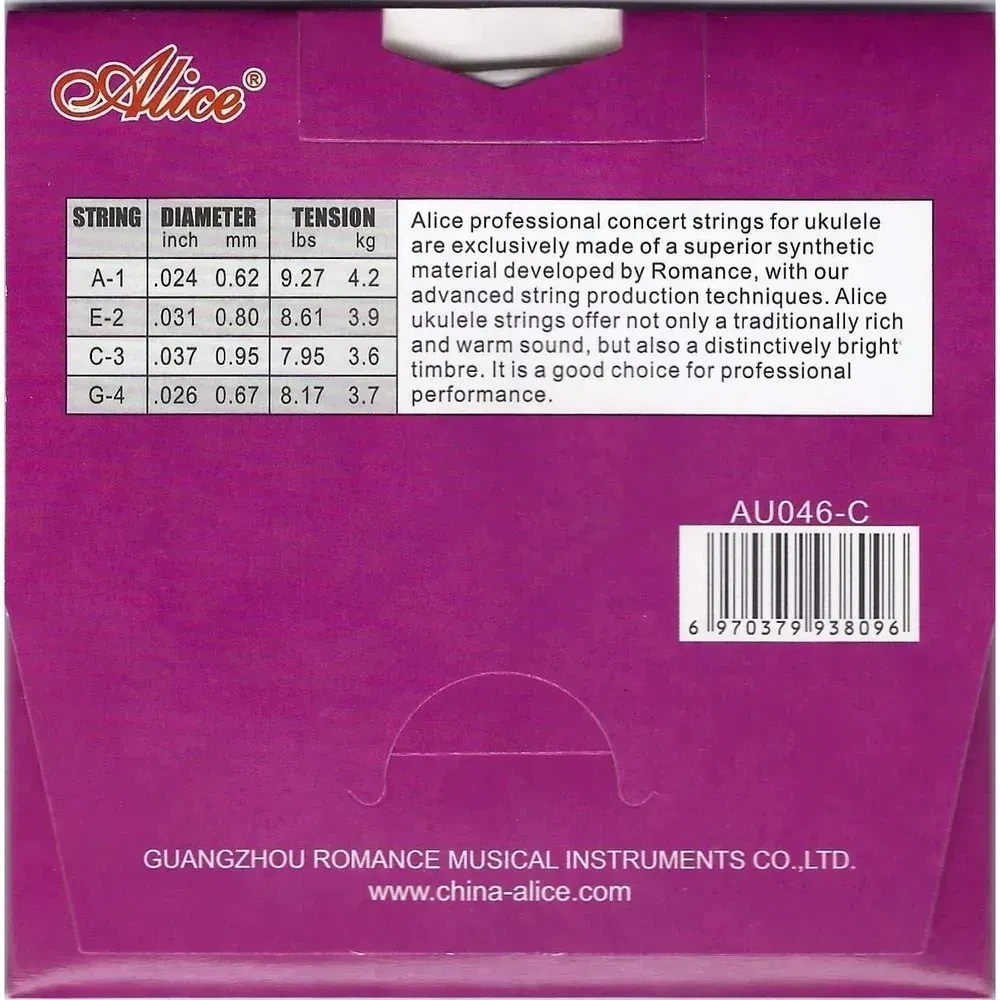 Alice®
STRING DIAMETER TENSION
inch mm lbs kg
A-1 .024 0.62 9.27 4.2
E-2 .031 0.80 8.61 3.9
C-3 .037 0.95 7.95 3.6
G-4 .026 0.67 8.17 3.7
Alice professional concert strings for ukulele
are exclusively made of a superior synthetic
material developed by Romance, with our
advanced string production techniques. Alice
ukulele strings offer not only a traditionally rich
and warm sound, but also a distinctively bright
timbre. It is a good choice for professional
performance.
AU046-C
6 970379 938096
GUANGZHOU ROMANCE MUSICAL INSTRUMENTS CO.,LTD.
www.china-alice.com